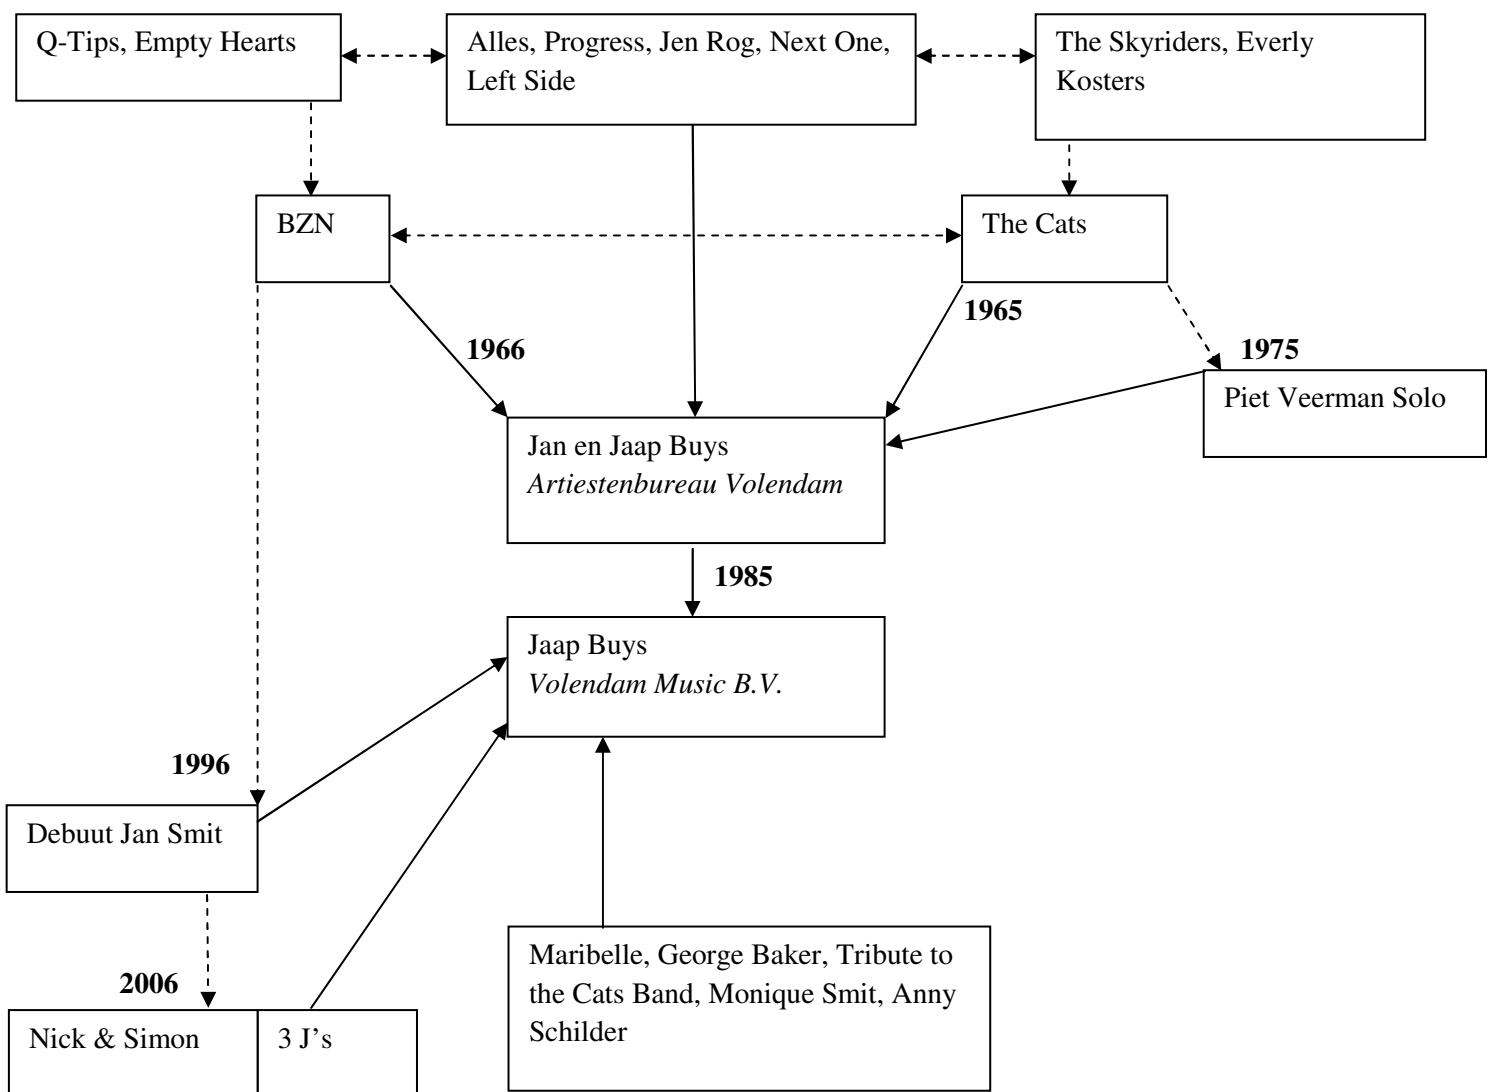 Q-Tips, Empty Hearts
Alles, Progress, Jen Rog, Next One,
Left Side
The Skyriders, Everly
Kosters
BZN
The Cats
1966
1965
1975
Piet Veerman Solo
Jan en Jaap Buys
Artiestenbureau Volendam
1985
Jaap Buys
Volendam Music B.V.
1996
Debuut Jan Smit
2006
Nick & Simon
3 J’s
Maribelle, George Baker, Tribute to
the Cats Band, Monique Smit, Anny
Schilder